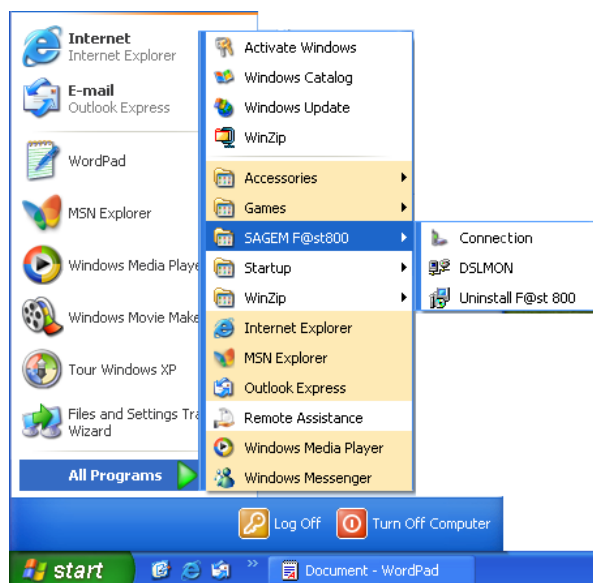 Internet
Internet Explorer
E-mail
Outlook Express
WordPad
MSN Explorer
Windows Media Playe
Windows Movie Make
Tour Windows XP
Files and Settings Tra
Wizard
All Programs
Activate Windows
Windows Catalog
Windows Update
WinZip
Accessories
Games
SAGEM F@st800
Startup
WinZip
Internet Explorer
MSN Explorer
Outlook Express
Remote Assistance
Windows Media Player
Windows Messenger
Connection
DSLMON
Uninstall F@st 800
Log Off
Turn Off Computer
start
Document - WordPad